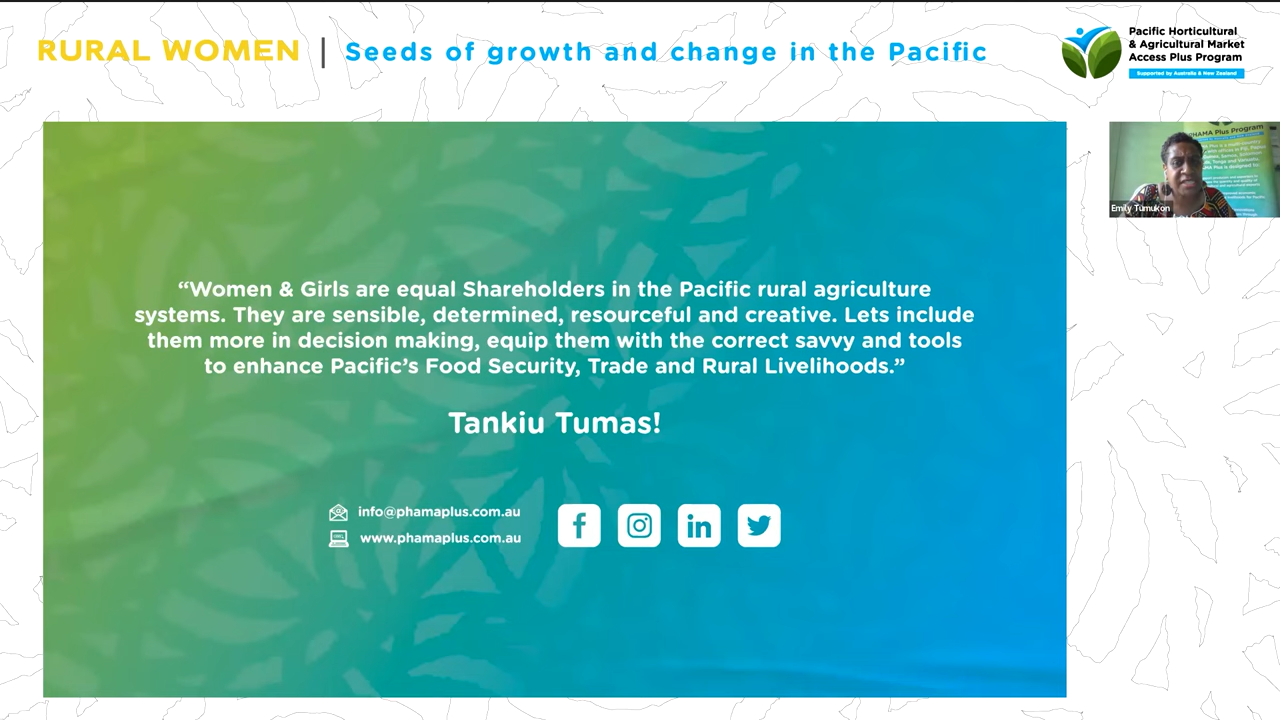 RURAL WOMEN | Seeds of growth and change in the Pacific
Pacific Horticultural
& Agricultural Market
Access Plus Program
Supported by Australia & New Zealand
PHAMA Plus Program
Emily Tumukon
“Women & Girls are equal Shareholders in the Pacific rural agriculture
systems. They are sensible, determined, resourceful and creative. Lets include
them more in decision making, equip them with the correct savvy and tools
to enhance Pacific’s Food Security, Trade and Rural Livelihoods.”
Tankiu Tumas!
info@phamaplus.com.au
www.phamaplus.com.au